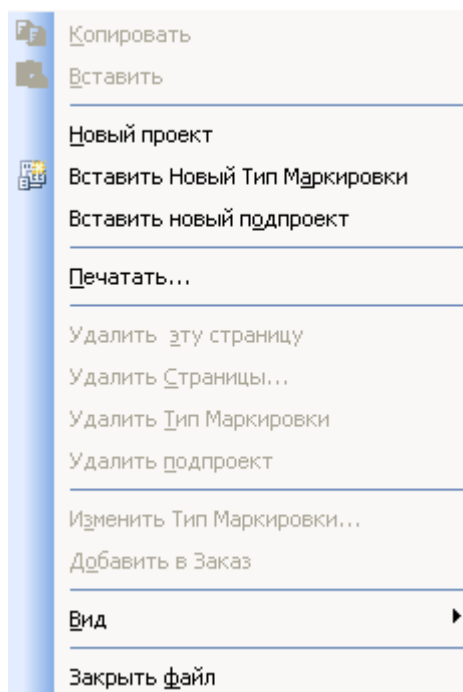 Копировать
Вставить
Новый проект
Вставить Новый Тип Маркировки
Вставить новый подпроект
Печатать...
Удалить эту страницу
Удалить Страницы...
Удалить Тип Маркировки
Удалить подпроект
Изменить Тип Маркировки...
Добавить в Заказ
Вид
Закрыть файл